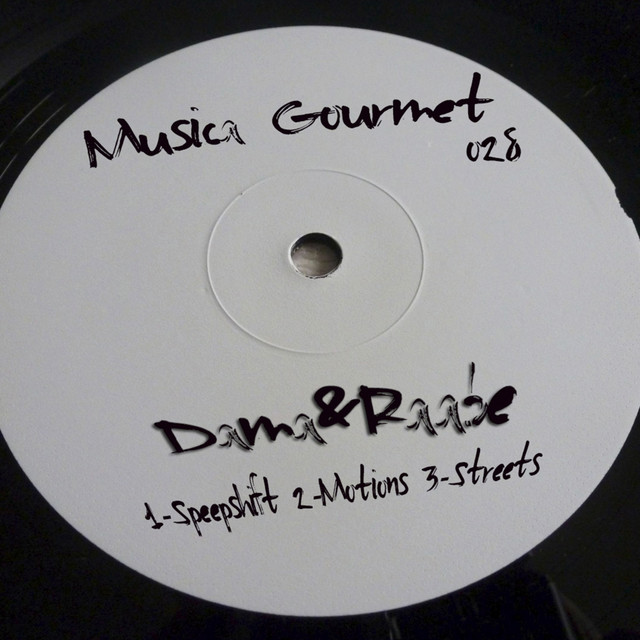 Musica Gourmet
028
Dama&Raabe
1-Speepshift 2-Motions 3-Streets